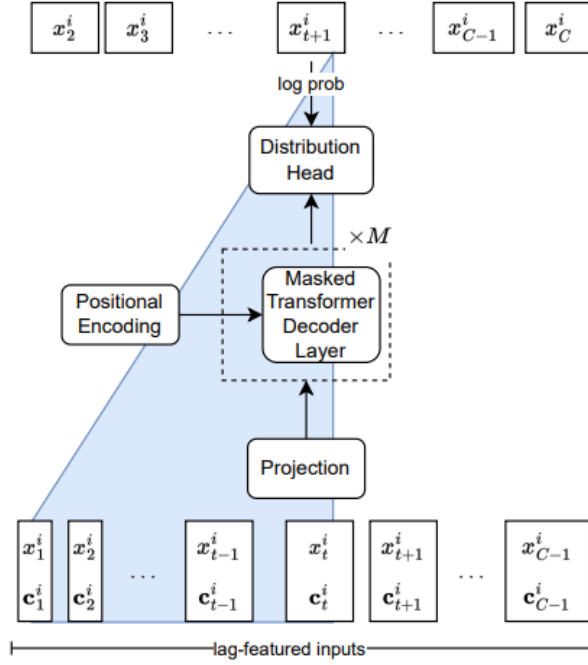 x_2^i x_3^i ... x_{t+1}^i ... x_{C-1}^i x_C^i
log prob
Distribution
Head
×M
Masked
Transformer
Decoder
Layer
Positional
Encoding
Projection
x_1^i x_2^i x_{t-1}^i x_t^i x_{t+1}^i x_{C-1}^i
... ...
c_1^i c_2^i c_{t-1}^i c_t^i c_{t+1}^i c_{C-1}^i
lag-featured inputs